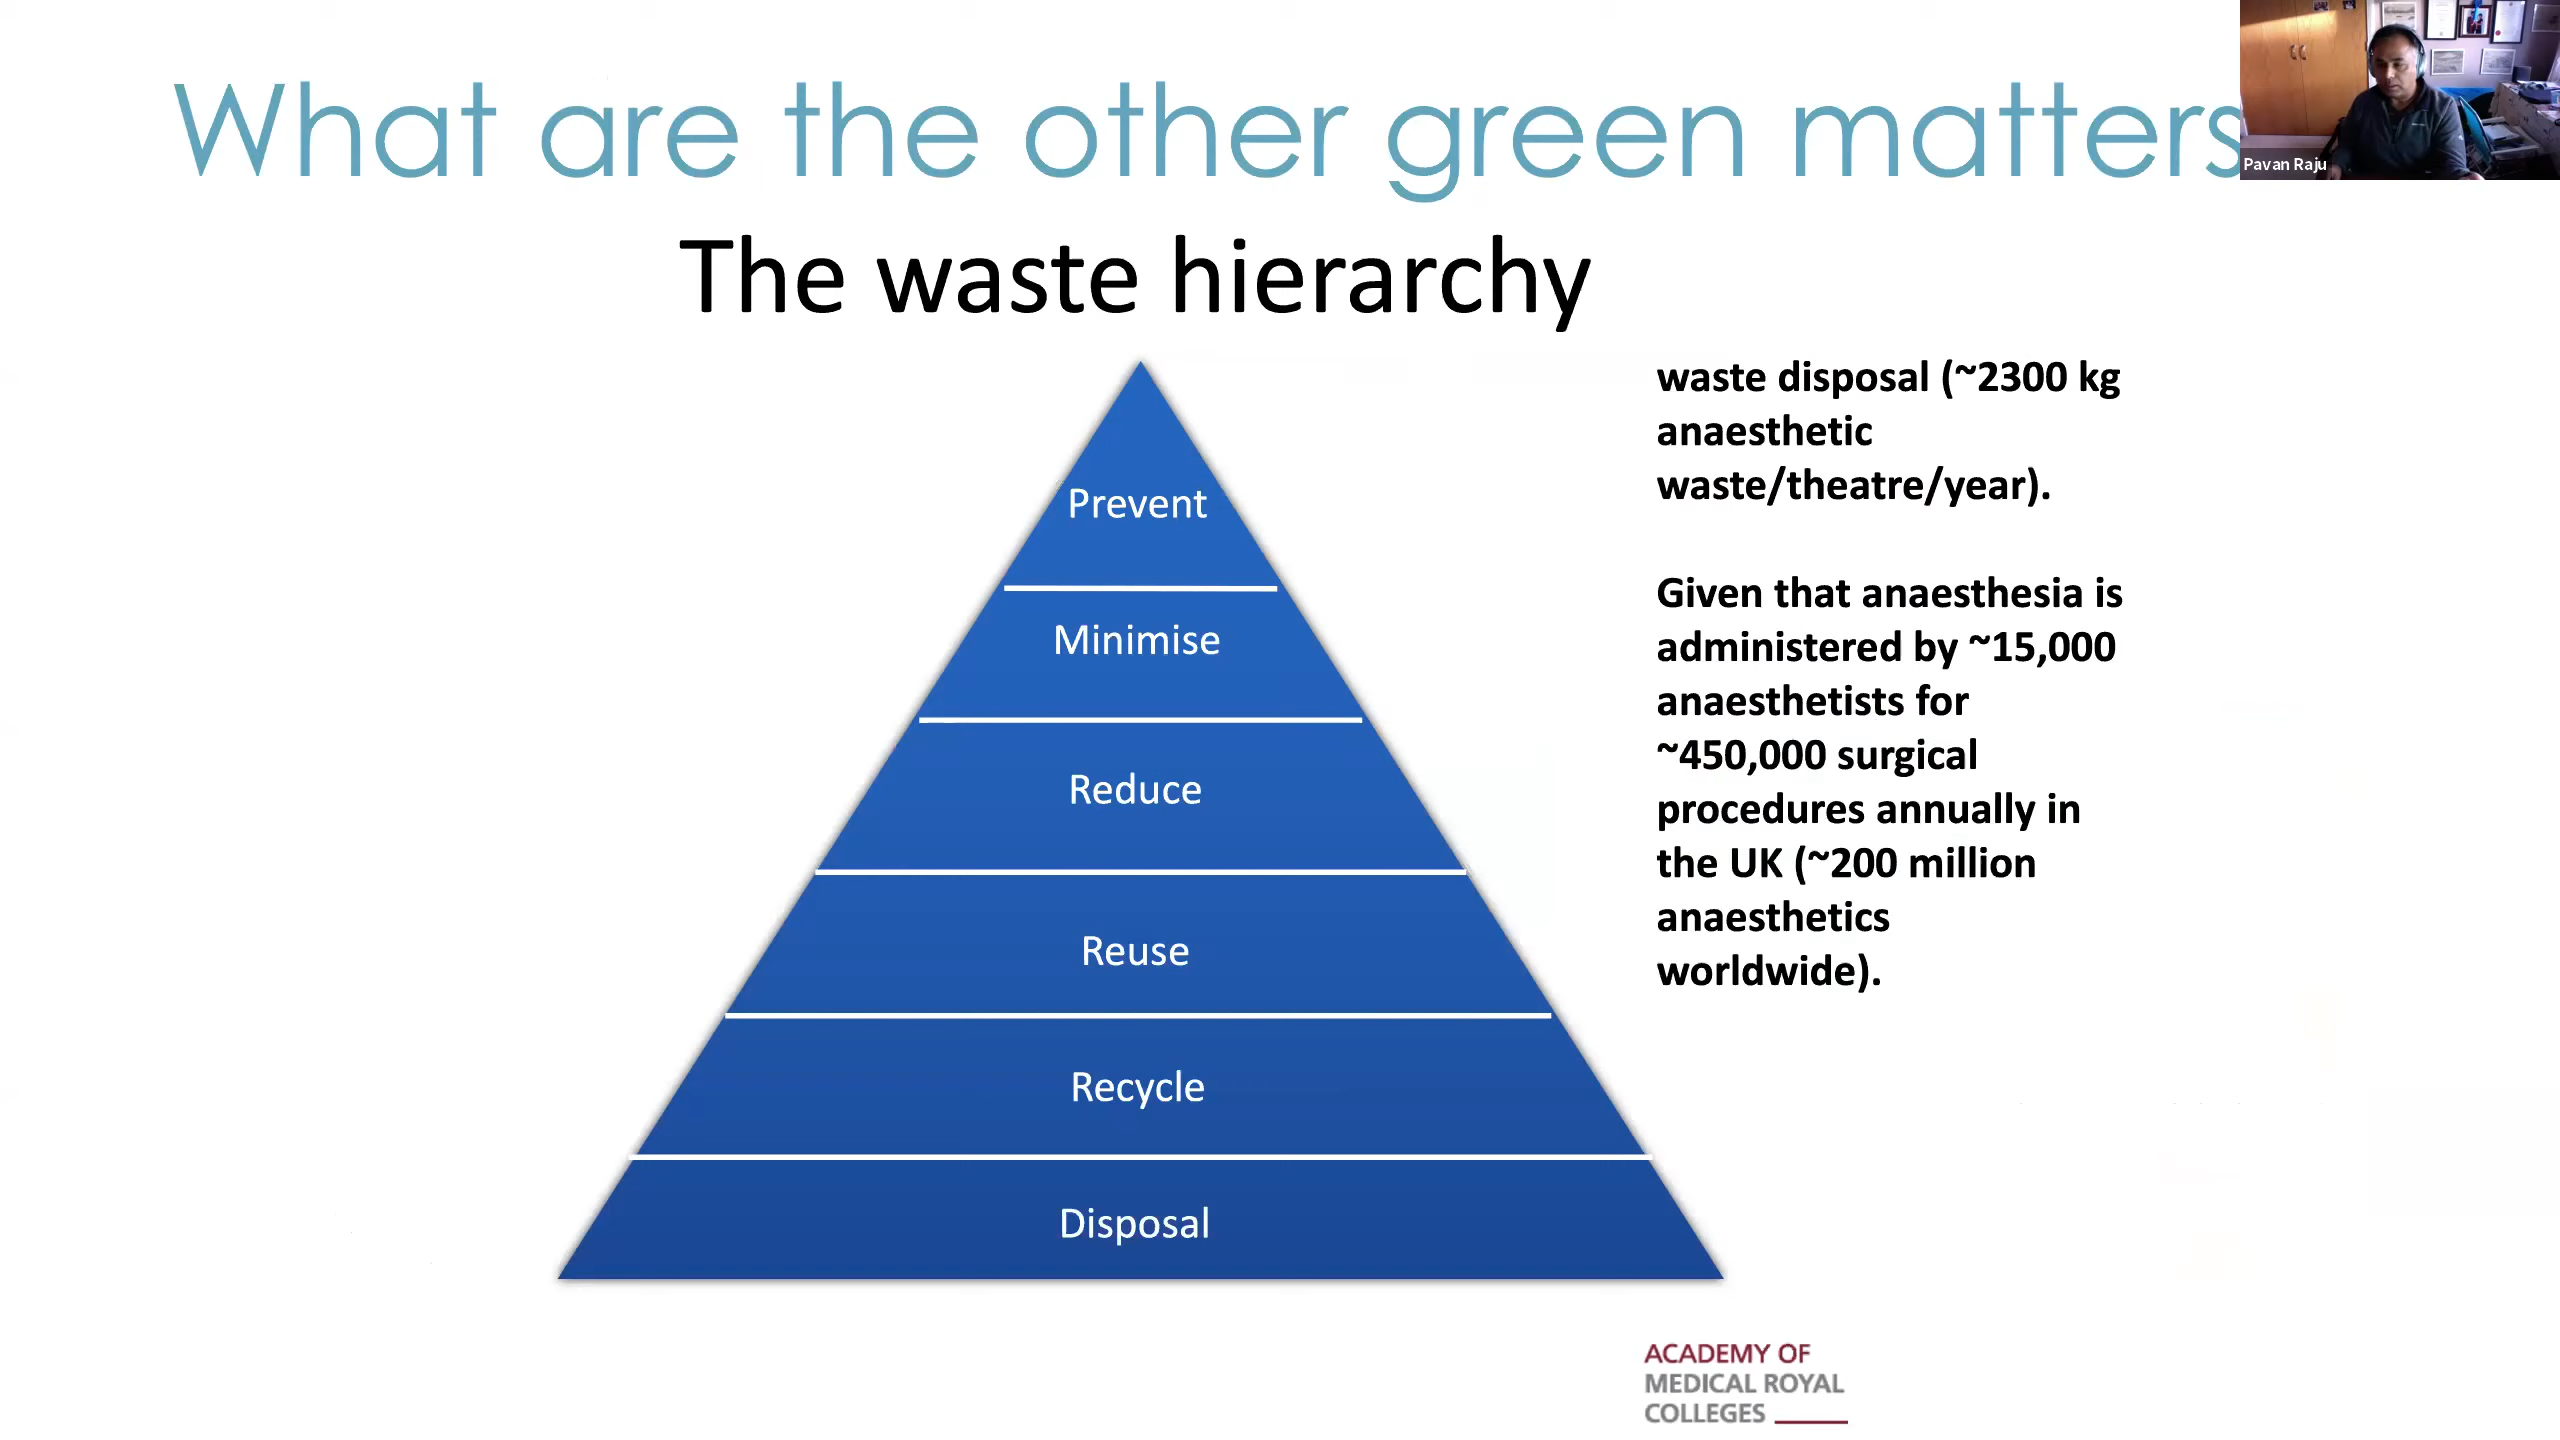 What are the other green matters
Pavan Raju
The waste hierarchy
Prevent
Minimise
Reduce
Reuse
Recycle
Disposal
waste disposal (~2300 kg
anaesthetic
waste/theatre/year).
Given that anaesthesia is
administered by ~15,000
anaesthetists for
~450,000 surgical
procedures annually in
the UK (~200 million
anaesthetics
worldwide).
ACADEMY OF
MEDICAL ROYAL
COLLEGES